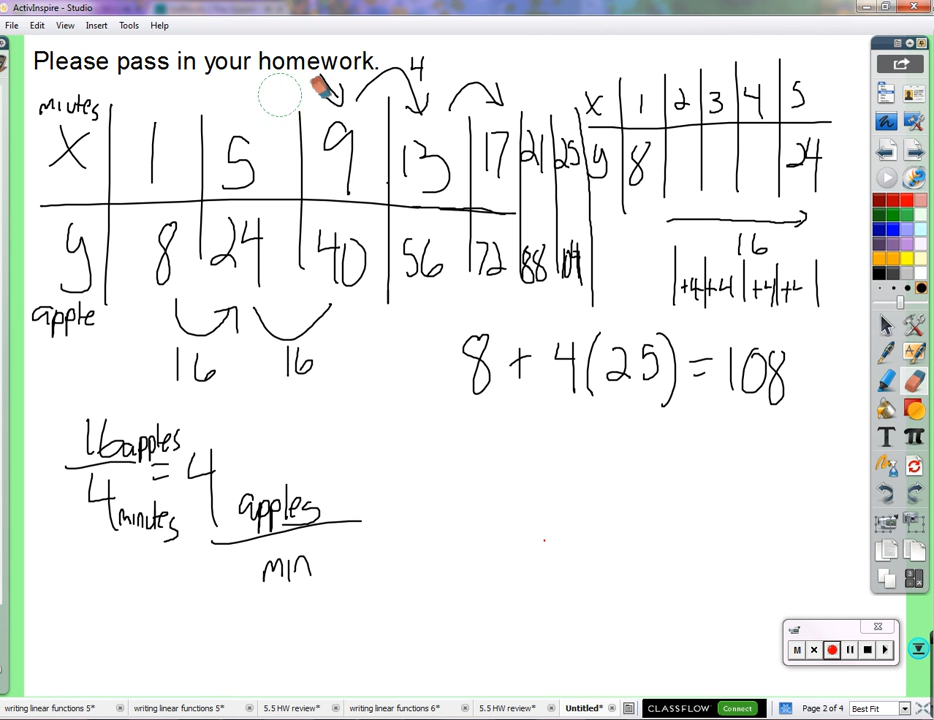 ActivInspire - Studio
File Edit View Insert Tools Help
Please pass in your homework.
4
miutes
x 1 5 9 13 17 21 25
y 8 24 40 56 72 88 104
apple
16 16
x 1 2 3 4 5
y 8 24
16
+4 +4 +4 +4
8 + 4(25) = 108
16 apples
4 minutes
= 4 apples
min
M
writing linear functions 5* writing linear functions 5* 5.5 HW review* writing linear functions 6* 5.5 HW review* Untitled* CLASSFLOW Connect Page 2 of 4 Best Fit